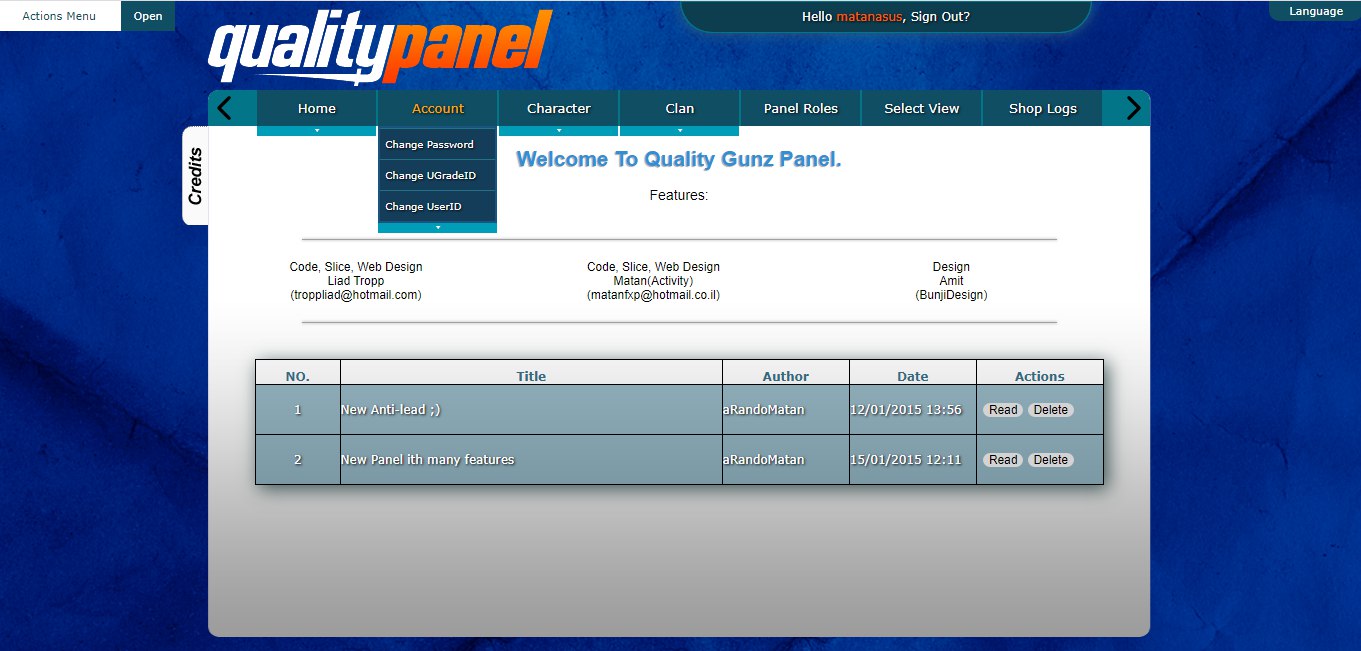 Actions Menu
Open
qualitypanel
Hello matanasus, Sign Out?
Language
Home
Account
Character
Clan
Panel Roles
Select View
Shop Logs
Change Password
Change UGradeID
Change UserID
Credits
Welcome To Quality Gunz Panel.
Features:
Code, Slice, Web Design
Liad Tropp
(troppliad@hotmail.com)
Code, Slice, Web Design
Matan(Activity)
(matanfxp@hotmail.co.il)
Design
Amit
(BunjiDesign)
NO. Title Author Date Actions
1 New Anti-lead ;) aRandoMatan 12/01/2015 13:56 Read Delete
2 New Panel ith many features aRandoMatan 15/01/2015 12:11 Read Delete